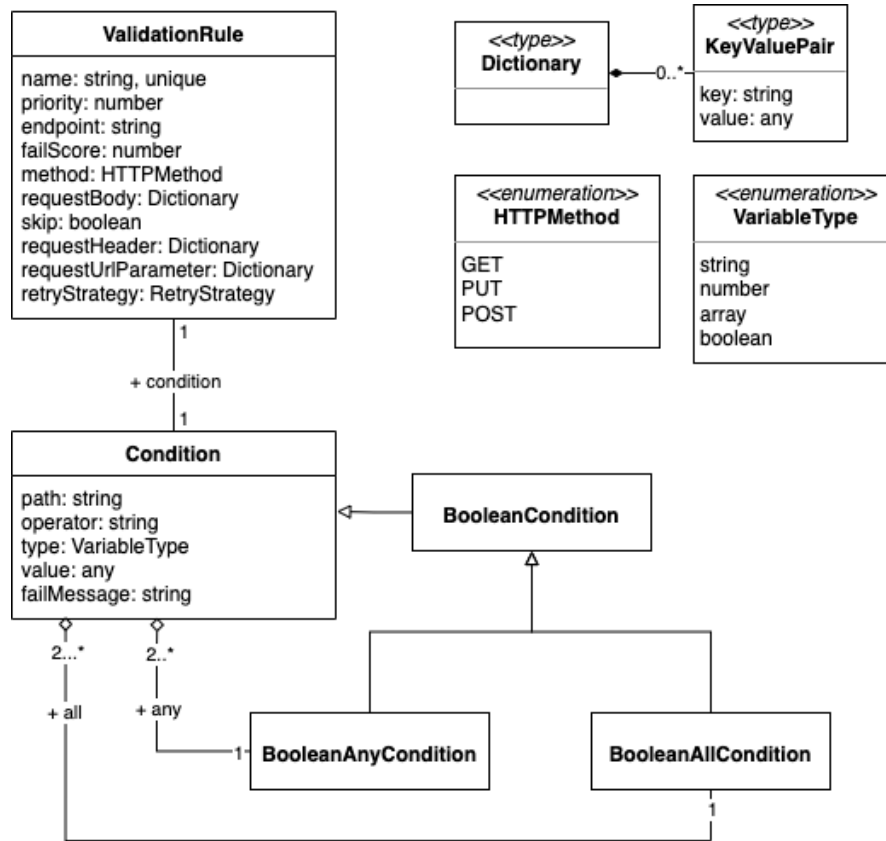 ValidationRule
name: string, unique
priority: number
endpoint: string
failScore: number
method: HTTPMethod
requestBody: Dictionary
skip: boolean
requestHeader: Dictionary
requestUrlParameter: Dictionary
retryStrategy: RetryStrategy
<<type>>
Dictionary
0..*
<<type>>
KeyValuePair
key: string
value: any
<<enumeration>>
HTTPMethod
GET
PUT
POST
<<enumeration>>
VariableType
string
number
array
boolean
1
+ condition
1
Condition
path: string
operator: string
type: VariableType
value: any
failMessage: string
BooleanCondition
2...*
2..*
+ all
+ any
1
BooleanAnyCondition
BooleanAllCondition
1